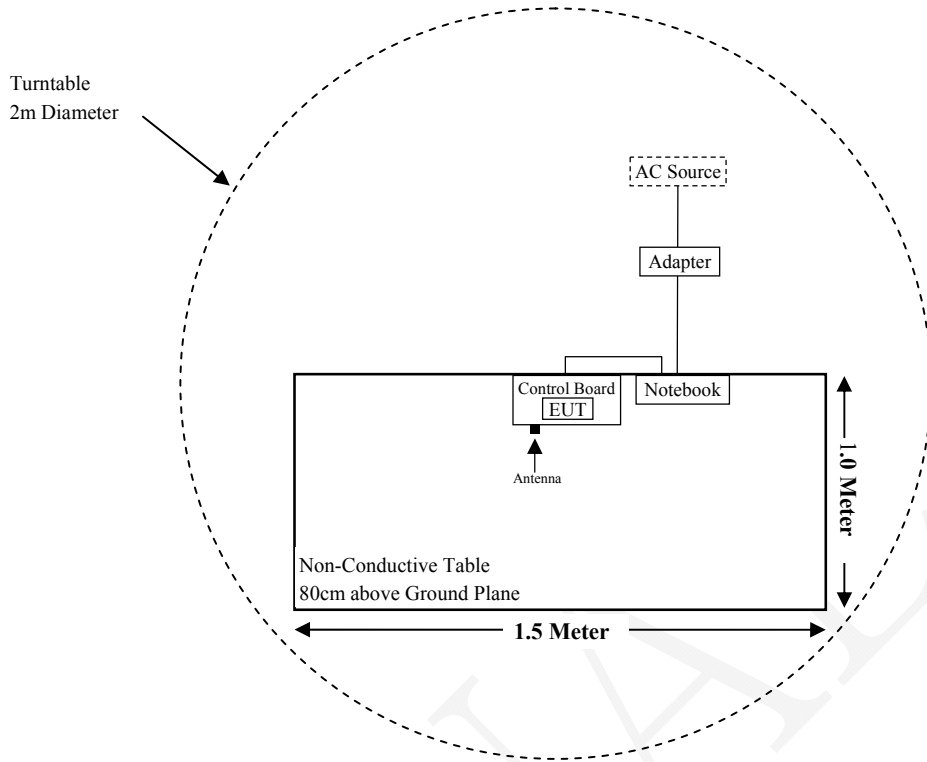 Turntable
2m Diameter
AC Source
Adapter
Control Board
EUT
Notebook
Antenna
1.0 Meter
Non-Conductive Table
80cm above Ground Plane
1.5 Meter